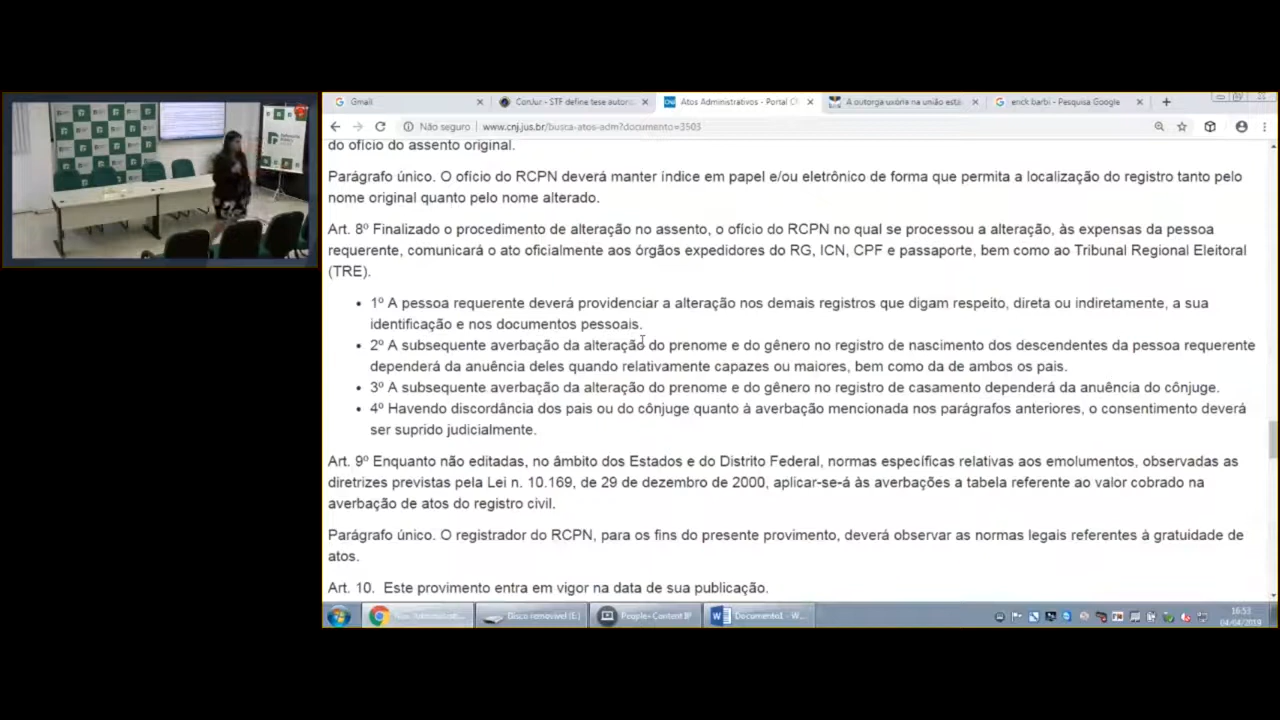 Gmail
ConJur - STF define tese autori
Atos Administrativos - Portal C
A outorga uxória na união está
erick barbi - Pesquisa Google
Não seguro
www.cnj.jus.br/busca-atos-adm?documento=3503
do ofício do assento original.
Parágrafo único. O ofício do RCPN deverá manter índice em papel e/ou eletrônico de forma que permita a localização do registro tanto pelo
nome original quanto pelo nome alterado.
Art. 8º Finalizado o procedimento de alteração no assento, o ofício do RCPN no qual se processou a alteração, às expensas da pessoa
requerente, comunicará o ato oficialmente aos órgãos expedidores do RG, ICN, CPF e passaporte, bem como ao Tribunal Regional Eleitoral
(TRE).
• 1º A pessoa requerente deverá providenciar a alteração nos demais registros que digam respeito, direta ou indiretamente, a sua
identificação e nos documentos pessoais.
• 2º A subsequente averbação da alteração do prenome e do gênero no registro de nascimento dos descendentes da pessoa requerente
dependerá da anuência deles quando relativamente capazes ou maiores, bem como da de ambos os pais.
• 3º A subsequente averbação da alteração do prenome e do gênero no registro de casamento dependerá da anuência do cônjuge.
• 4º Havendo discordância dos pais ou do cônjuge quanto à averbação mencionada nos parágrafos anteriores, o consentimento deverá
ser suprido judicialmente.
Art. 9º Enquanto não editadas, no âmbito dos Estados e do Distrito Federal, normas específicas relativas aos emolumentos, observadas as
diretrizes previstas pela Lei n. 10.169, de 29 de dezembro de 2000, aplicar-se-á às averbações a tabela referente ao valor cobrado na
averbação de atos do registro civil.
Parágrafo único. O registrador do RCPN, para os fins do presente provimento, deverá observar as normas legais referentes à gratuidade de
atos.
Art. 10. Este provimento entra em vigor na data de sua publicação.
Disco removível (E:)
People+Content IP
Documento1 - W...
16:53
04/04/2019